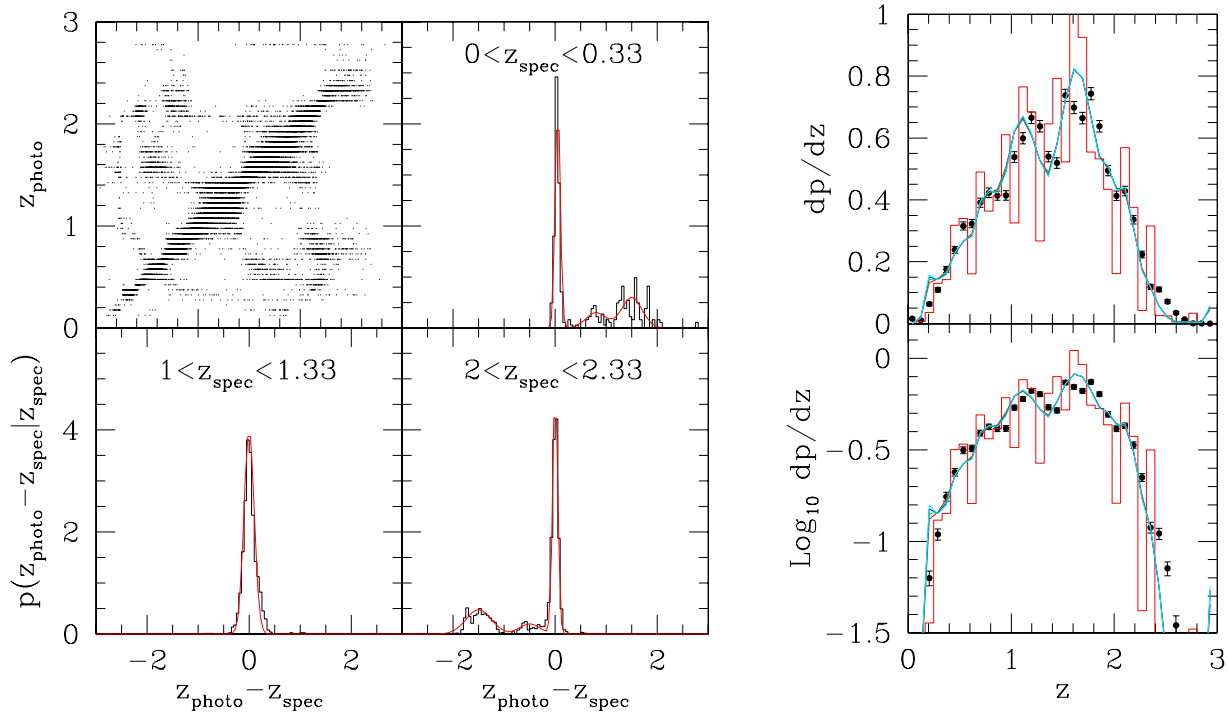 3
2
1
0
z_photo
0<z_spec<0.33
4
2
0
p(z_photo−z_spec|z_spec)
1<z_spec<1.33
2<z_spec<2.33
−2 0 2
−2 0 2
z_photo−z_spec
z_photo−z_spec
1
0.8
0.6
0.4
0.2
0
dp/dz
0
−0.5
−1
−1.5
Log_10 dp/dz
0 1 2 3
z